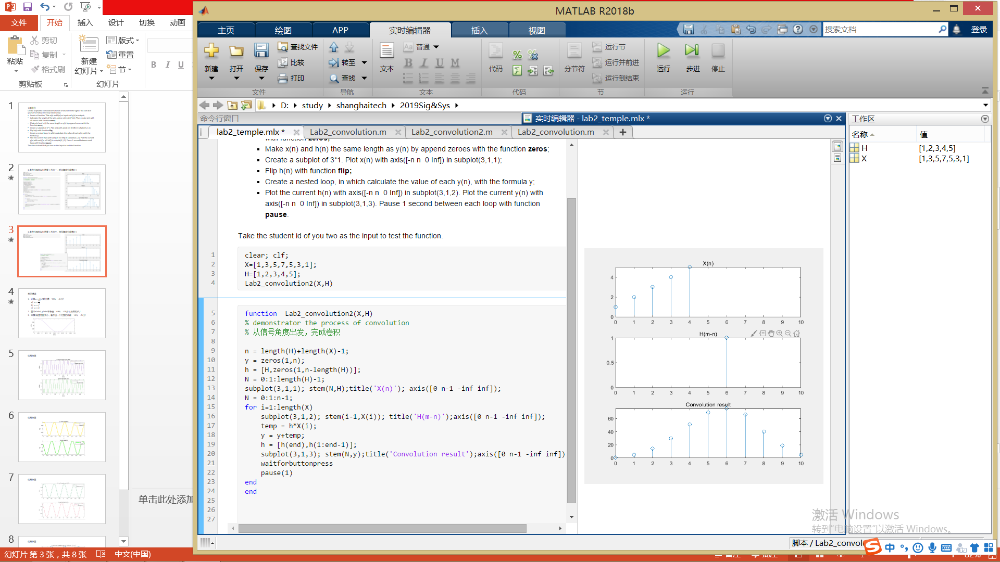 MATLAB R2018b
文件
开始
插入
设计
切换
动画
主页
绘图
APP
实时编辑器
插入
视图
搜索文档
登录
粘贴
剪切
复制
格式刷
剪贴板
新建
幻灯片
版式
重置
节
幻灯片
B I U
新建
打开
保存
查找文件
比较
打印
文件
转至
查找
导航
文本
Aa 普通
B I U M
文本
代码
代码
分节符
运行节
运行并前进
运行到结束
节
运行
步进
停止
运行
D: study shanghaitech 2019Sig&Sys
命令行窗口
实时编辑器 - lab2_temple.mlx *
lab2_temple.mlx *
Lab2_convolution.m
Lab2_convolution2.m
Lab2_convolution.m
with function zeros;
Make x(n) and h(n) the same length as y(n) by append zeroes with the function zeros;
Create a subplot of 3*1. Plot x(n) with axis([-n n 0 Inf]) in subplot(3,1,1);
Flip h(n) with function flip;
Create a nested loop, in which calculate the value of each y(n), with the formula y;
Plot the current h(n) with axis([-n n 0 Inf]) in subplot(3,1,2). Plot the current y(n) with
axis([-n n 0 Inf]) in subplot(3,1,3). Pause 1 second between each loop with function
pause.
Take the student id of you two as the input to test the function.
1 clear; clf;
2 X=[1,3,5,7,5,3,1];
3 H=[1,2,3,4,5];
4 Lab2_convolution2(X,H)
5 function Lab2_convolution2(X,H)
6 % demonstrator the process of convolution
7 % 从信号角度出发，完成卷积
8
9 n = length(H)+length(X)-1;
10 y = zeros(1,n);
11 h = [H,zeros(1,n-length(H))];
12 N = 0:1:length(H)-1;
13 subplot(3,1,1); stem(N,H);title('X(n)'); axis([0 n-1 -inf inf]);
14 N = 0:1:n-1;
15 for i=1:length(X)
16 subplot(3,1,2); stem(i-1,X(i)); title('H(m-n)');axis([0 n-1 -inf inf]);
17 temp = h*X(i);
18 y = y+temp;
19 h = [h(end),h(1:end-1)];
20 subplot(3,1,3); stem(N,y);title('Convolution result');axis([0 n-1 -inf inf])
21 waitforbuttonpress
22 pause(1)
23 end
24 end
25
26
27
X(n)
4
2
0
0 1 2 3 4 5 6 7 8 9 10
H(m-n)
1
0.5
0
0 1 2 3 4 5 6 7 8 9 10
Convolution result
60
40
20
0
0 1 2 3 4 5 6 7 8 9 10
工作区
名称 值
H [1,2,3,4,5]
X [1,3,5,7,5,3,1]
1
2
3
4
5
6
7
8
单击此处添加
激活 Windows
转到"电脑设置"以激活 Windows。
脚本 / Lab2_convol
中
幻灯片 第 3 张，共 8 张
中文(中国)
备注
批注
82%